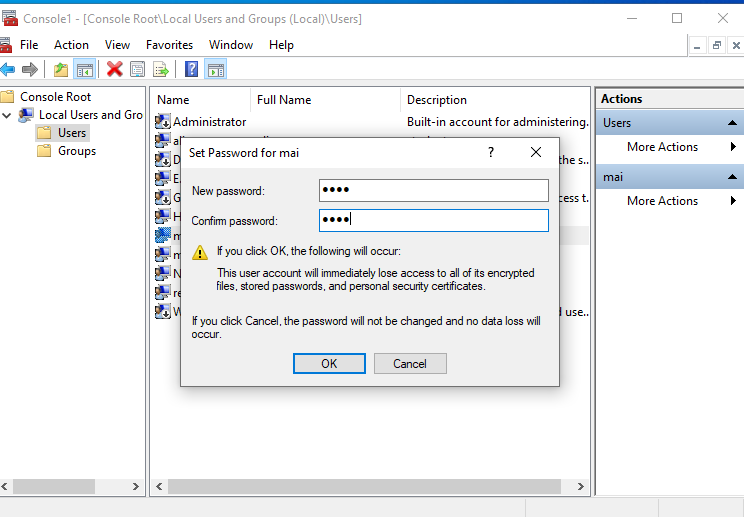 Console1 - [Console Root\Local Users and Groups (Local)\Users]
File Action View Favorites Window Help
Console Root
Local Users and Gro
Users
Groups
Name Full Name Description
Administrator Built-in account for administering...
Set Password for mai
New password: ••••
Confirm password: ••••
If you click OK, the following will occur:
This user account will immediately lose access to all of its encrypted
files, stored passwords, and personal security certificates.
If you click Cancel, the password will not be changed and no data loss will
occur.
OK Cancel
the s...
cess t...
d use...
Actions
Users
More Actions
mai
More Actions